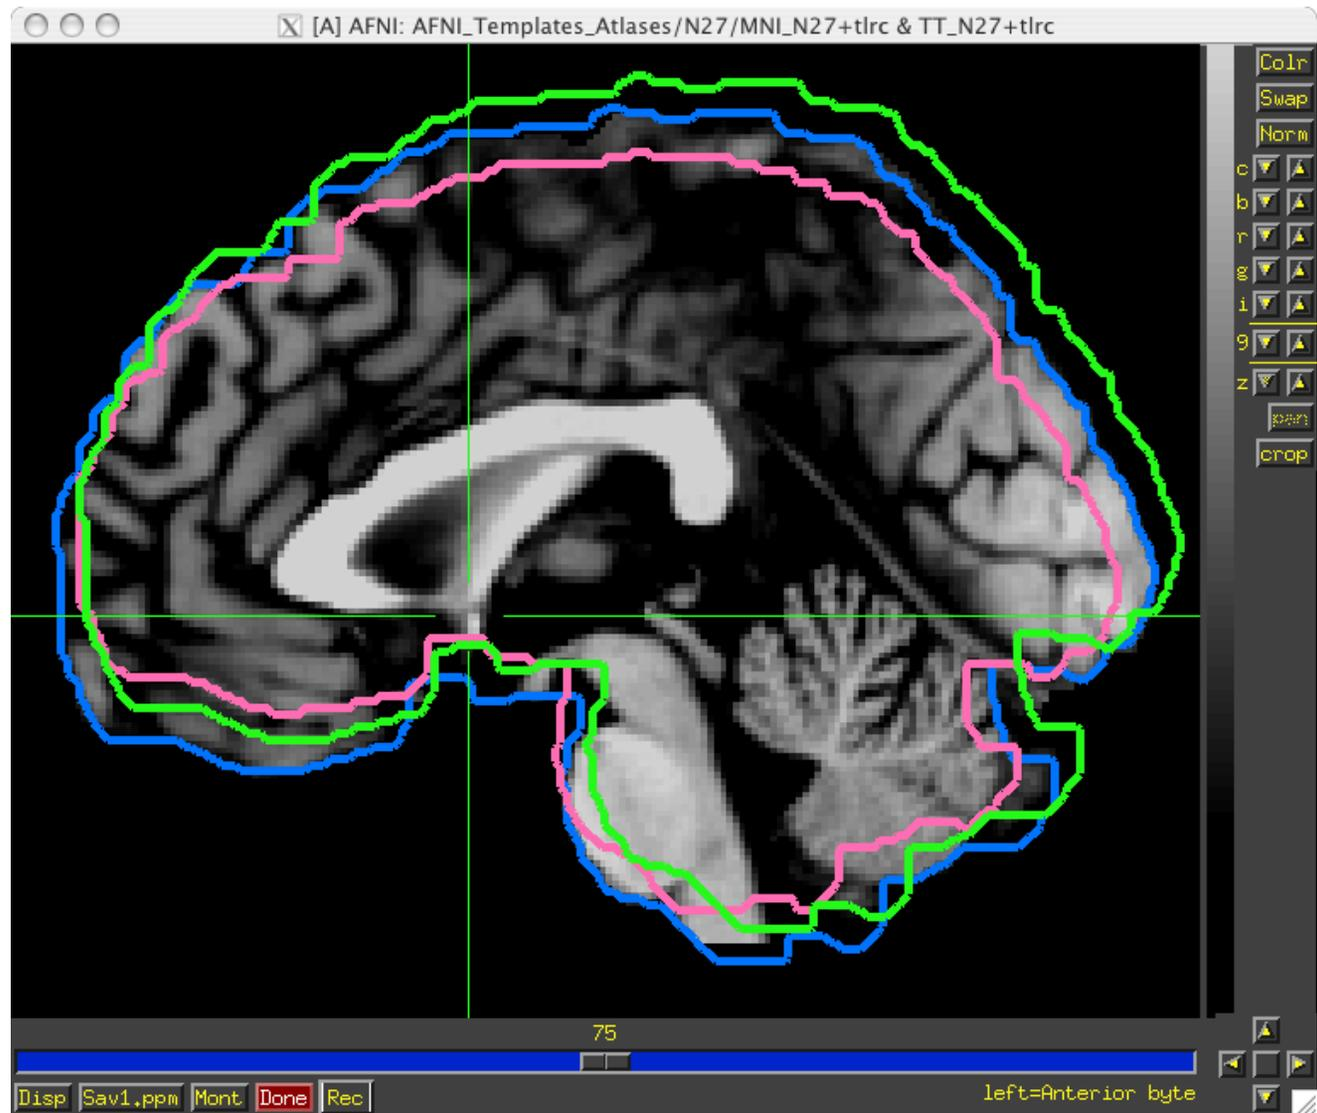 [A] AFNI: AFNI_Templates_Atlases/N27/MNI_N27+tlrc & TT_N27+tlrc
Colr
Swap
Norm
c
b
r
g
i
9
z
pan
crop
75
Disp Sav1.ppm Mont Done Rec
left=Anterior byte